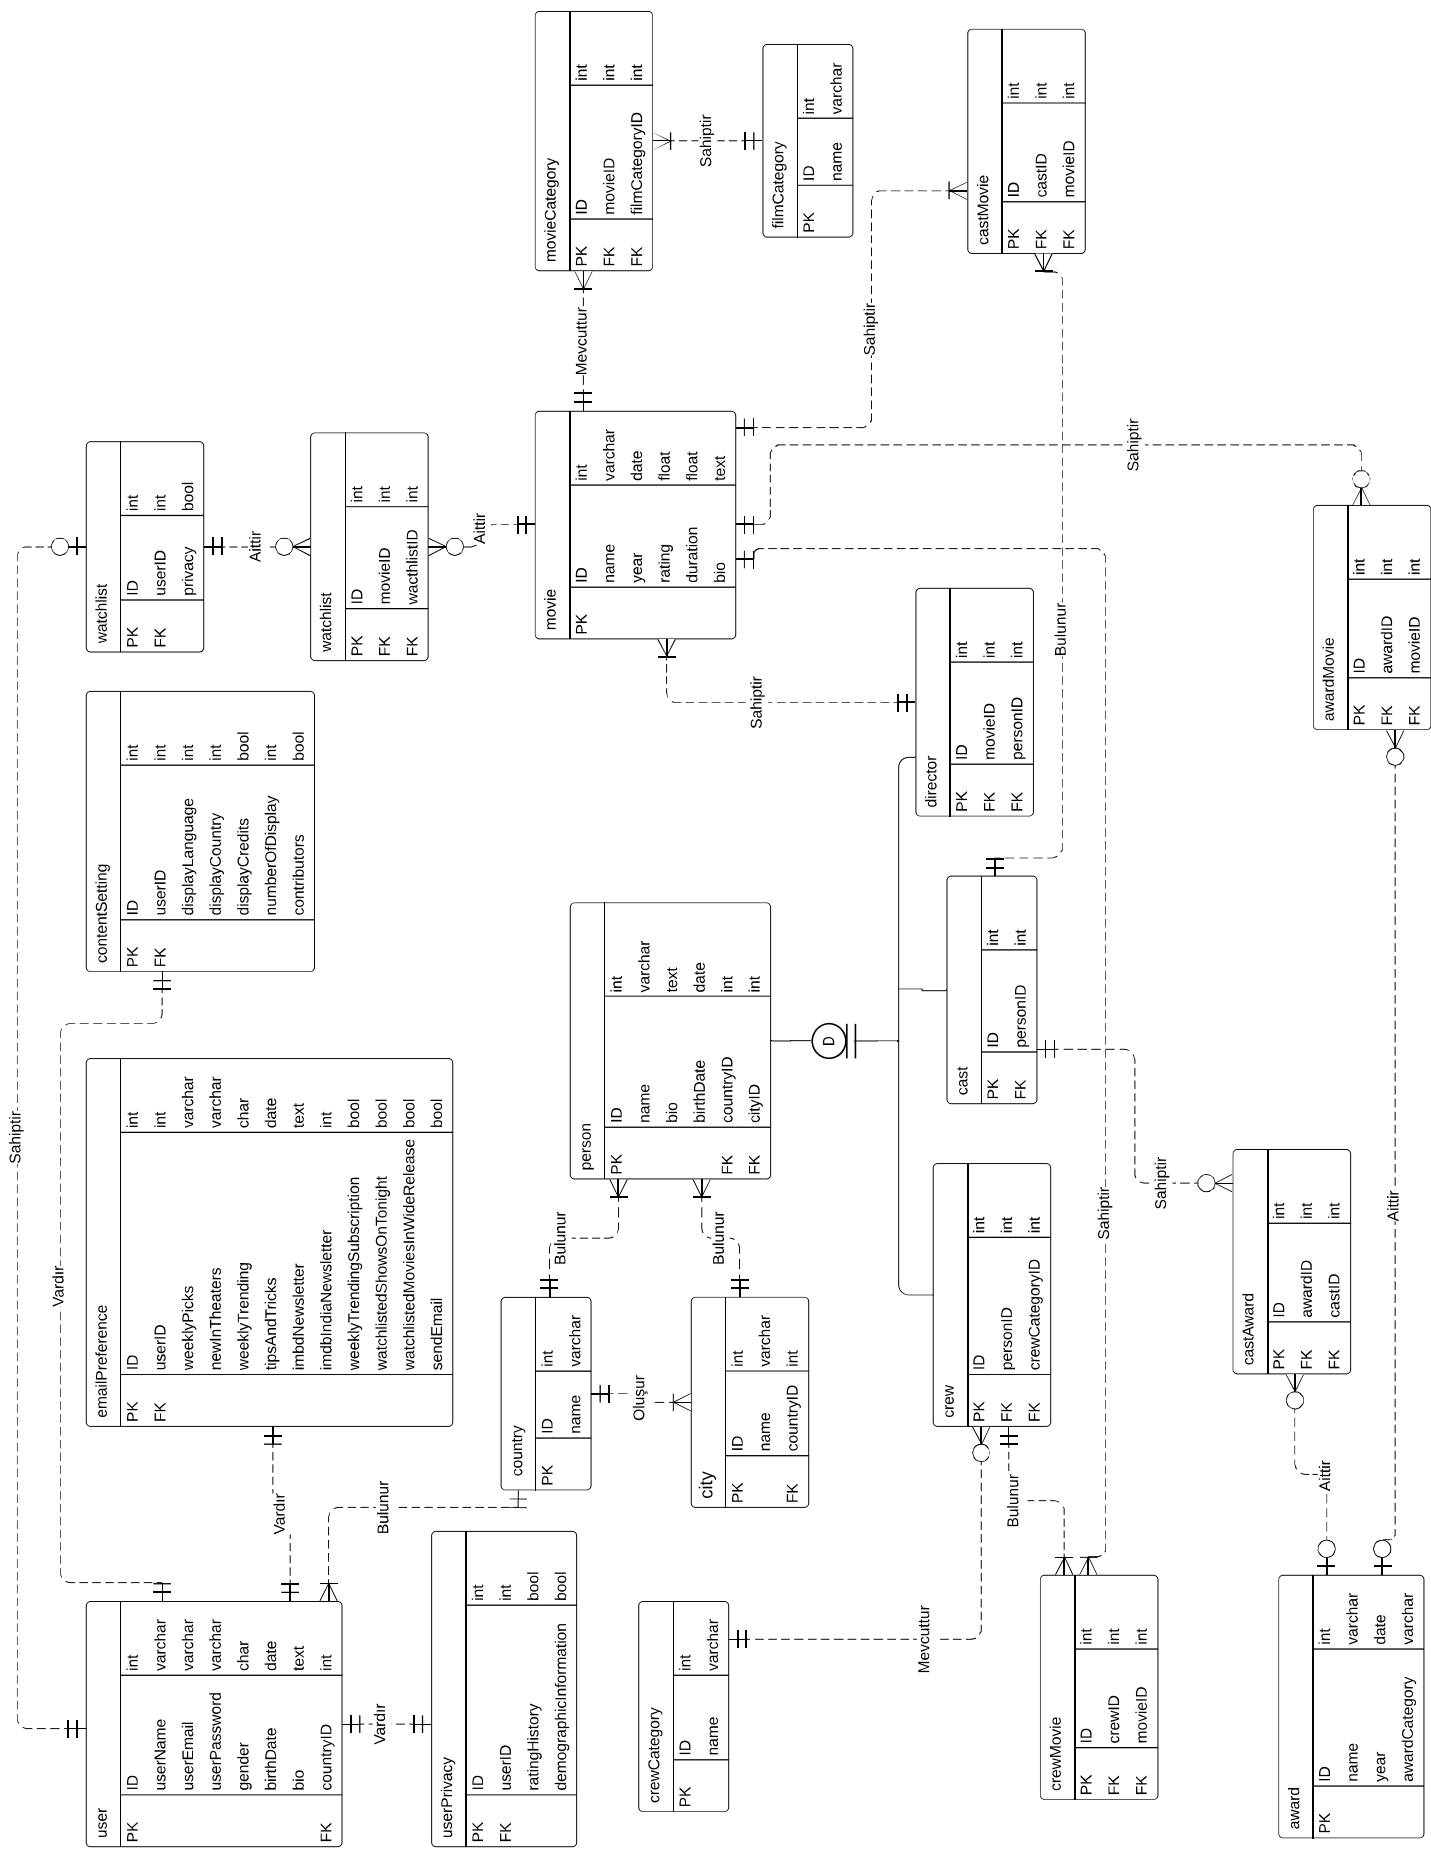 Sahiptir
Vardır
user
PK ID int
userName varchar
userEmail varchar
userPassword varchar
gender char
birthDate date
bio text
FK countryID int
emailPreference
PK ID int
FK userID int
weeklyPicks varchar
newInTheaters varchar
weeklyTrending char
tipsAndTricks date
imbdNewsletter text
imdbIndiaNewsletter int
weeklyTrendingSubscription bool
watchlistedShowsOnTonight bool
watchlistedMoviesInWideRelease bool
sendEmail bool
contentSetting
PK ID int
FK userID int
displayLanguage int
displayCountry int
displayCredits bool
numberOfDisplay int
contributors bool
watchlist
PK ID int
FK userID int
privacy bool
Aittir
Vardır
watchlist
PK ID int
FK movieID int
FK wacthlistID int
Vardır
Bulunur
Aittir
userPrivacy
PK ID int
FK userID int
ratingHistory bool
demographicInformation bool
country
PK ID int
name varchar
Bulunur
person
PK ID int
name varchar
bio text
birthDate date
FK countryID int
FK cityID int
movie
PK ID int
name varchar
year date
rating float
duration float
bio text
Mevcuttur
movieCategory
PK ID int
FK movieID int
FK filmCategoryID int
Oluşur
Sahiptir
crewCategory
PK ID int
name varchar
city
PK ID int
name varchar
FK countryID int
Bulunur
Sahiptir
filmCategory
PK ID int
name varchar
D
Sahiptir
Mevcuttur
crew
PK ID int
FK personID int
FK crewCategoryID int
cast
PK ID int
FK personID int
director
PK ID int
FK movieID int
FK personID int
castMovie
PK ID int
FK castID int
FK movieID int
Bulunur
Bulunur
crewMovie
PK ID int
FK crewID int
FK movieID int
Sahiptir
Sahiptir
Sahiptir
castAward
PK ID int
FK awardID int
FK castID int
award
PK ID int
name varchar
year date
awardCategory varchar
Aittir
Aittir
awardMovie
PK ID int
FK awardID int
FK movieID int